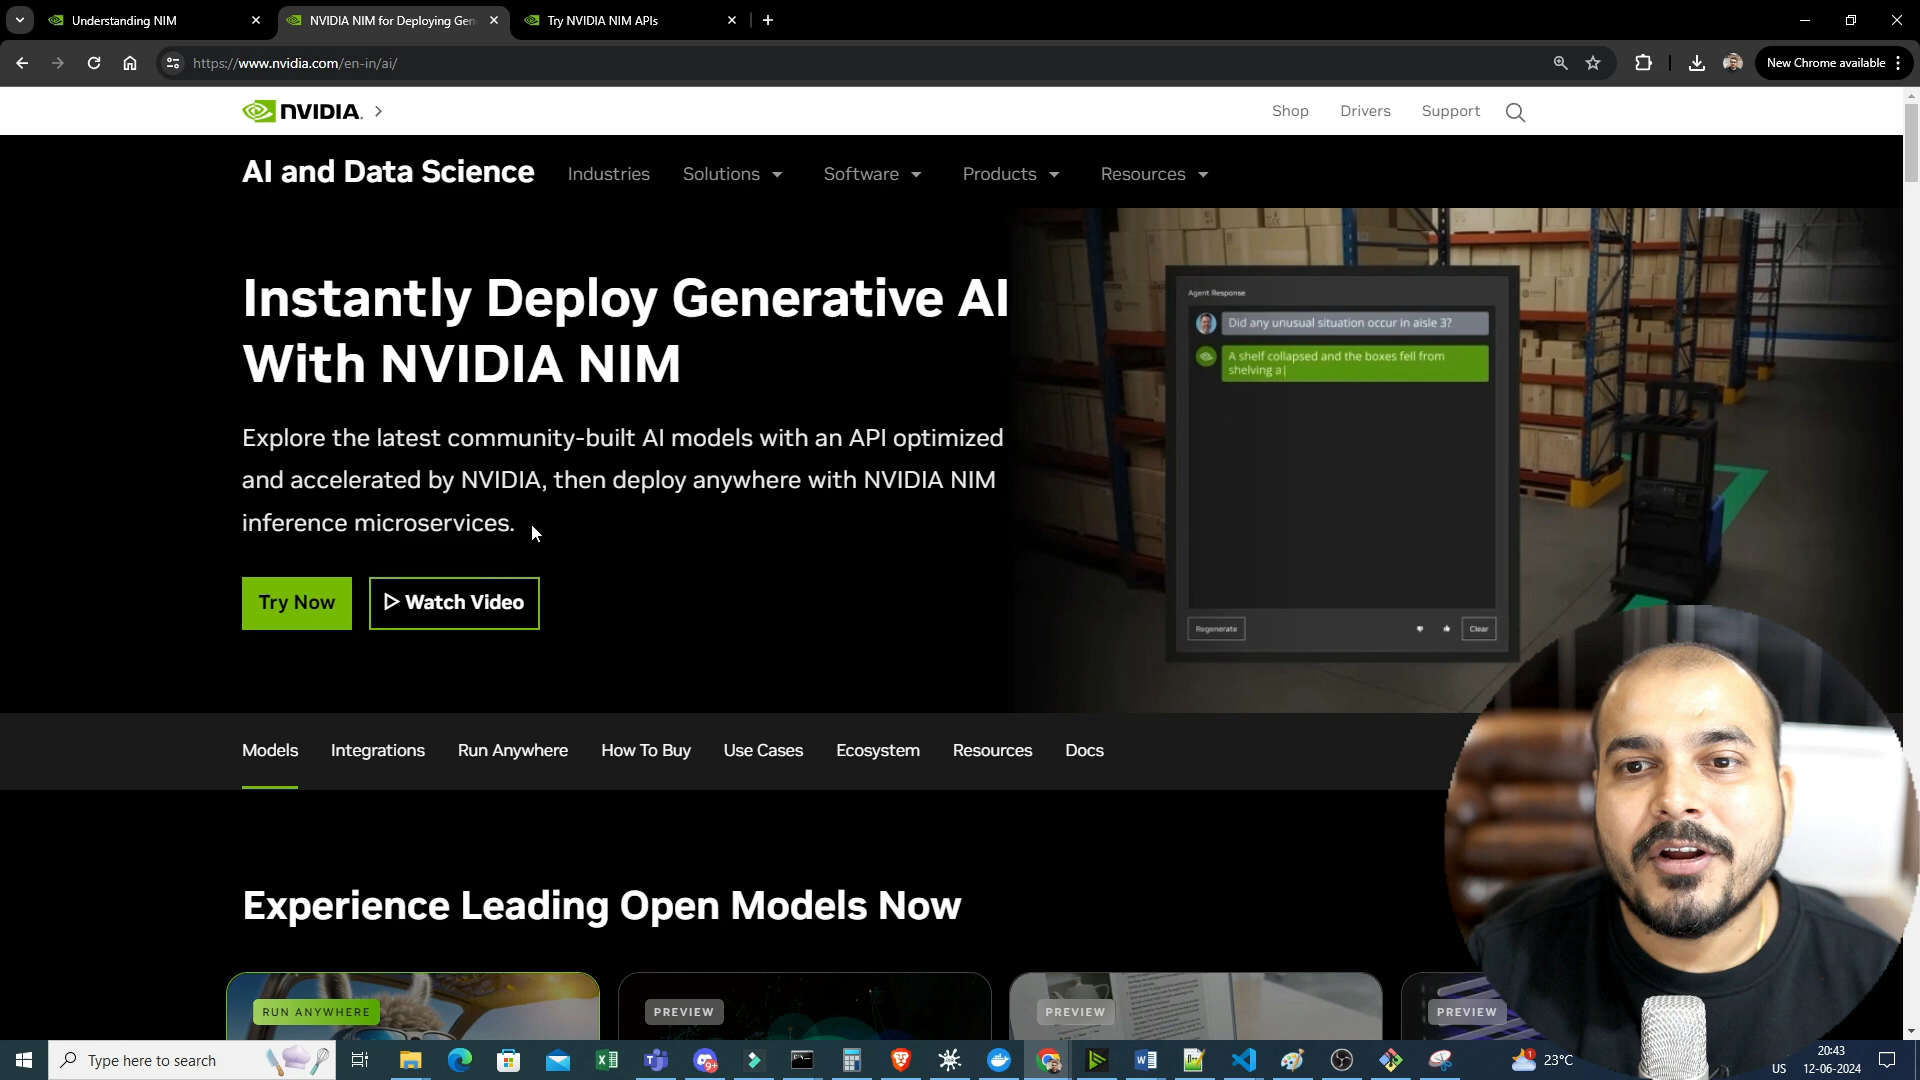 Understanding NIM
NVIDIA NIM for Deploying Gen
Try NVIDIA NIM APIs
https://www.nvidia.com/en-in/ai/
New Chrome available
NVIDIA.
Shop
Drivers
Support
AI and Data Science
Industries
Solutions
Software
Products
Resources
Instantly Deploy Generative AI
With NVIDIA NIM
Explore the latest community-built AI models with an API optimized
and accelerated by NVIDIA, then deploy anywhere with NVIDIA NIM
inference microservices.
Try Now
Watch Video
Agent Response
Did any unusual situation occur in aisle 3?
A shelf collapsed and the boxes fell from
shelving a|
Regenerate
Clear
Models
Integrations
Run Anywhere
How To Buy
Use Cases
Ecosystem
Resources
Docs
Experience Leading Open Models Now
RUN ANYWHERE
PREVIEW
PREVIEW
PREVIEW
Type here to search
9+
1
23°C
US
20:43
12-06-2024